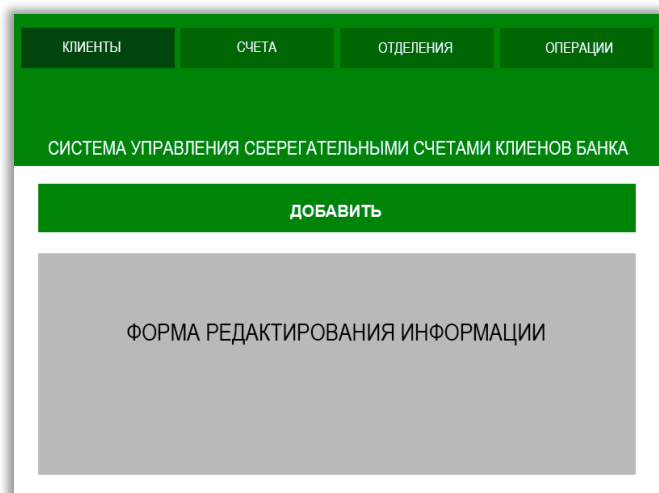 КЛИЕНТЫ СЧЕТА ОТДЕЛЕНИЯ ОПЕРАЦИИ
СИСТЕМА УПРАВЛЕНИЯ СБЕРЕГАТЕЛЬНЫМИ СЧЕТАМИ КЛИЕНОВ БАНКА
ДОБАВИТЬ
ФОРМА РЕДАКТИРОВАНИЯ ИНФОРМАЦИИ